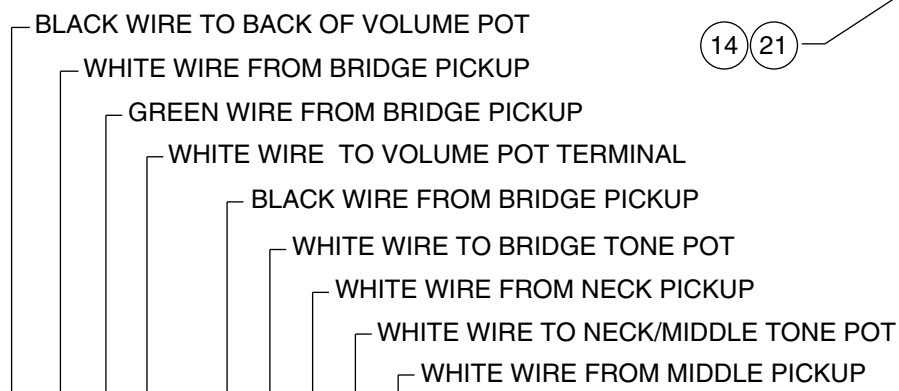 BLACK WIRE TO BACK OF VOLUME POT
14 21
WHITE WIRE FROM BRIDGE PICKUP
GREEN WIRE FROM BRIDGE PICKUP
WHITE WIRE TO VOLUME POT TERMINAL
BLACK WIRE FROM BRIDGE PICKUP
WHITE WIRE TO BRIDGE TONE POT
WHITE WIRE FROM NECK PICKUP
WHITE WIRE TO NECK/MIDDLE TONE POT
WHITE WIRE FROM MIDDLE PICKUP